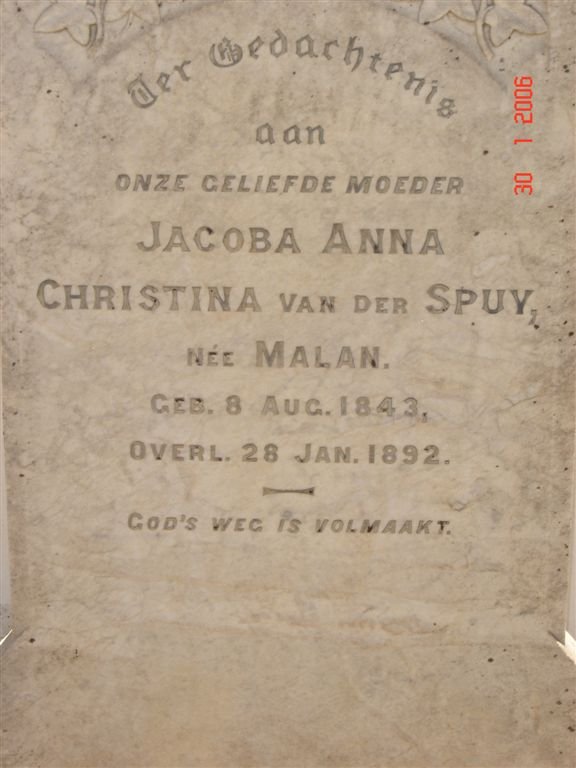 Ter Gedachtenis
aan
ONZE GELIEFDE MOEDER
JACOBA ANNA
CHRISTINA VAN DER SPUY,
NÉE MALAN.
GEB. 8 AUG. 1843,
OVERL. 28 JAN. 1892.
GOD'S WEG IS VOLMAAKT.
30 1 2006